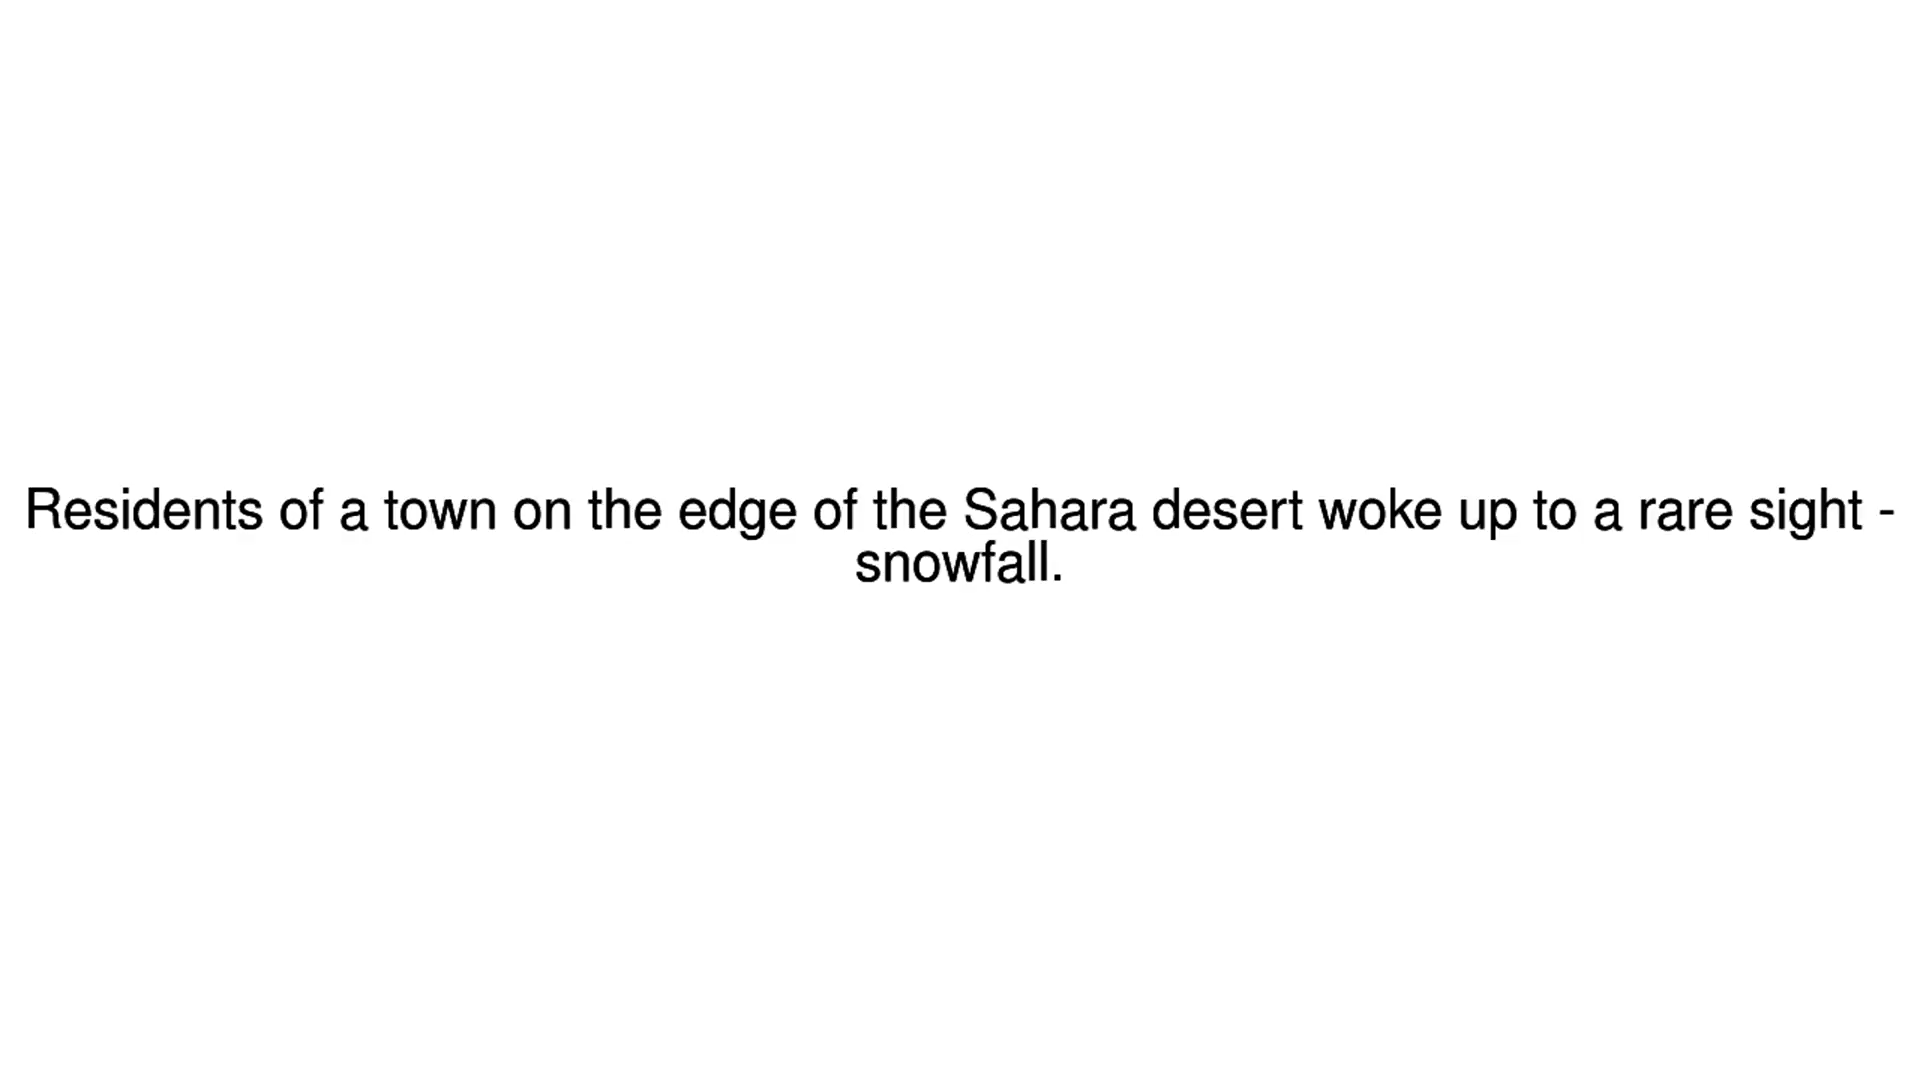 Residents of a town on the edge of the Sahara desert woke up to a rare sight -
snowfall.